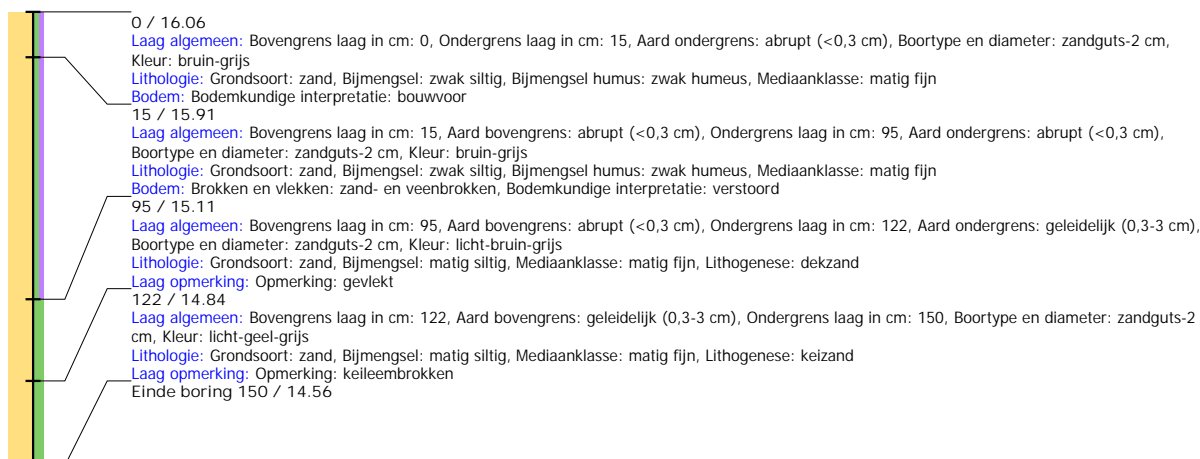 0 / 16.06
Laag algemeen: Bovengrens laag in cm: 0, Ondergrens laag in cm: 15, Aard ondergrens: abrupt (<0,3 cm), Boortype en diameter: zandguts-2 cm,
Kleur: bruin-grijs
Lithologie: Grondsoort: zand, Bijmengsel: zwak siltig, Bijmengsel humus: zwak humeus, Mediaanklasse: matig fijn
Bodem: Bodemkundige interpretatie: bouwvoor
15 / 15.91
Laag algemeen: Bovengrens laag in cm: 15, Aard bovengrens: abrupt (<0,3 cm), Ondergrens laag in cm: 95, Aard ondergrens: abrupt (<0,3 cm),
Boortype en diameter: zandguts-2 cm, Kleur: bruin-grijs
Lithologie: Grondsoort: zand, Bijmengsel: zwak siltig, Bijmengsel humus: zwak humeus, Mediaanklasse: matig fijn
Bodem: Brokken en vlekken: zand- en veenbrokken, Bodemkundige interpretatie: verstoord
95 / 15.11
Laag algemeen: Bovengrens laag in cm: 95, Aard bovengrens: abrupt (<0,3 cm), Ondergrens laag in cm: 122, Aard ondergrens: geleidelijk (0,3-3 cm),
Boortype en diameter: zandguts-2 cm, Kleur: licht-bruin-grijs
Lithologie: Grondsoort: zand, Bijmengsel: matig siltig, Mediaanklasse: matig fijn, Lithogenese: dekzand
Laag opmerking: Opmerking: gevlekt
122 / 14.84
Laag algemeen: Bovengrens laag in cm: 122, Aard bovengrens: geleidelijk (0,3-3 cm), Ondergrens laag in cm: 150, Boortype en diameter: zandguts-2
cm, Kleur: licht-geel-grijs
Lithologie: Grondsoort: zand, Bijmengsel: matig siltig, Mediaanklasse: matig fijn, Lithogenese: keizand
Laag opmerking: Opmerking: keileembrokken
Einde boring 150 / 14.56